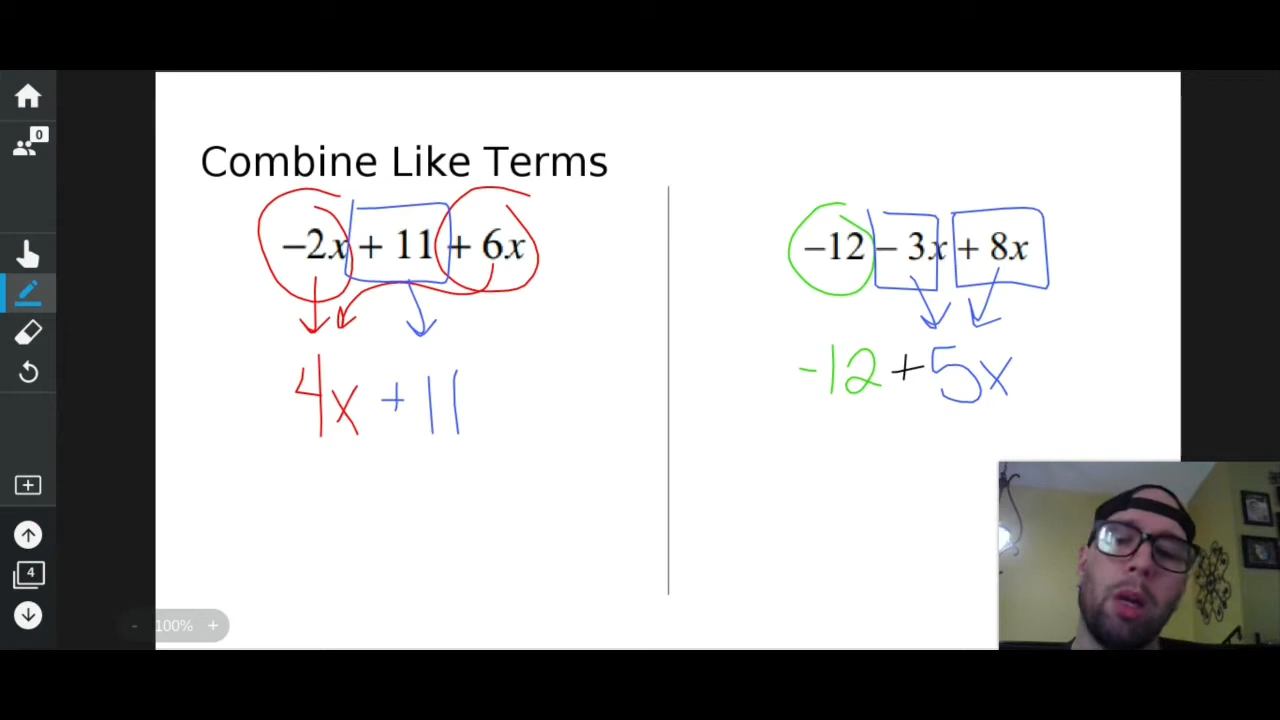 0
Combine Like Terms
−2x + 11 + 6x
4x + 11
−12 − 3x + 8x
-12 + 5x
4
- 100% +